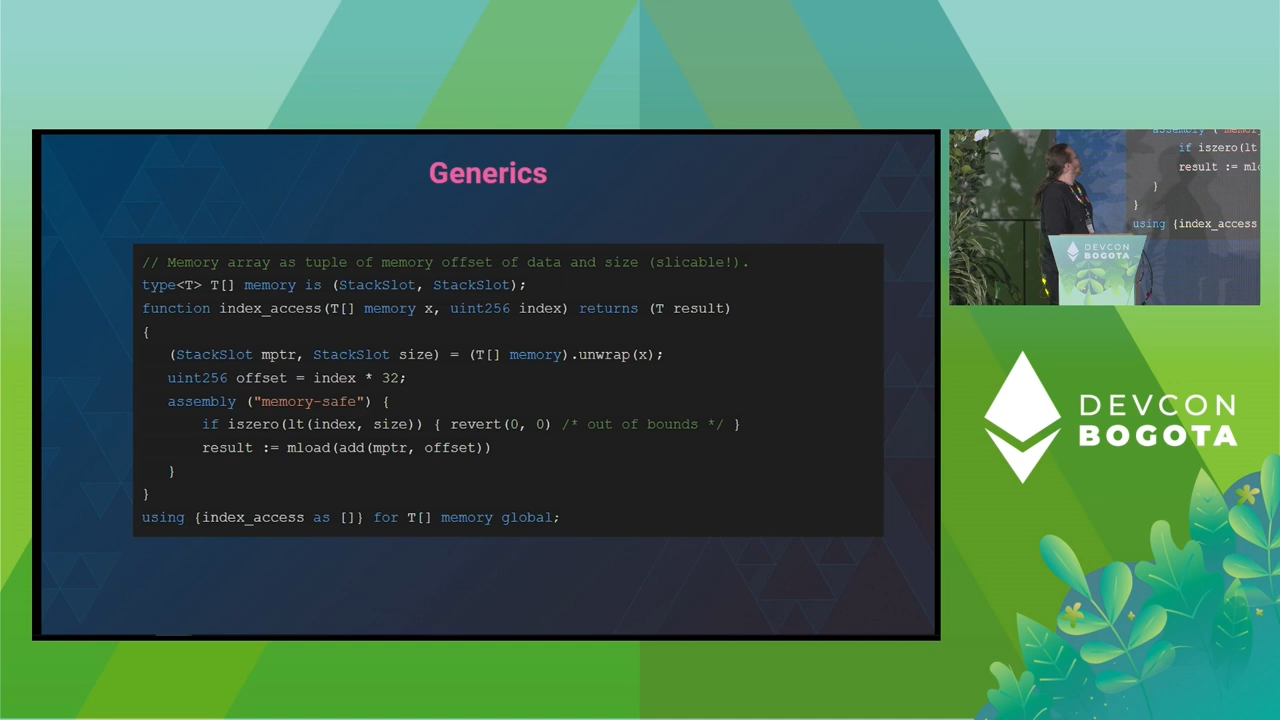 Generics
// Memory array as tuple of memory offset of data and size (slicable!).
type<T> T[] memory is (StackSlot, StackSlot);
function index_access(T[] memory x, uint256 index) returns (T result)
{
(StackSlot mptr, StackSlot size) = (T[] memory).unwrap(x);
uint256 offset = index * 32;
assembly ("memory-safe") {
if iszero(lt(index, size)) { revert(0, 0) /* out of bounds */ }
result := mload(add(mptr, offset))
}
}
using {index_access as []} for T[] memory global;
assembly ("memor
if iszero(lt
result := mlo
}
}
using {index_access
DEVCON
BOGOTA
DEVCON
BOGOTA